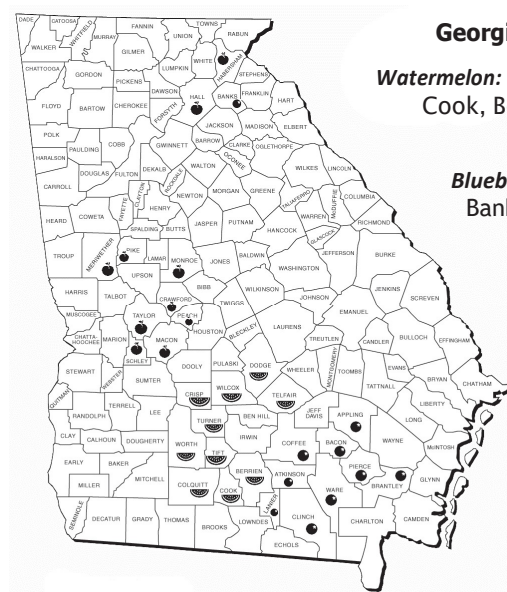 Georgi
Watermelon:
Cook, B
Blueb
Bank
DADE CATOOSA WHITFIELD MURRAY FANNIN UNION TOWNS RABUN
WALKER GILMER LUMPKIN WHITE HABERSHAM
CHATTOOGA GORDON PICKENS DAWSON STEPHENS
FLOYD BARTOW CHEROKEE FORSYTH HALL BANKS FRANKLIN HART
POLK JACKSON MADISON ELBERT
HARALSON PAULDING COBB GWINNETT BARROW CLARKE OCONEE OGLETHORPE
DOUGLAS FULTON DEKALB ROCKDALE WALTON WILKES LINCOLN
CARROLL CLAYTON NEWTON MORGAN GREENE TALIAFERRO McDUFFIE COLUMBIA
HEARD COWETA FAYETTE HENRY WARREN RICHMOND
SPALDING BUTTS JASPER PUTNAM HANCOCK GLASCOCK
TROUP MERIWETHER PIKE LAMAR MONROE JONES BALDWIN JEFFERSON BURKE
UPSON WASHINGTON
HARRIS TALBOT BIBB WILKINSON JENKINS
CRAWFORD TWIGGS JOHNSON SCREVEN
MUSCOGEE TAYLOR PEACH EMANUEL
CHATTA-
HOOCHEE MARION MACON HOUSTON BLECKLEY LAURENS BULLOCH EFFINGHAM
SCHLEY TREUTLEN CANDLER
STEWART WEBSTER DOOLY PULASKI DODGE WHEELER MONTGOMERY TOOMBS EVANS BRYAN CHATHAM
QUITMAN SUMTER CRISP WILCOX TELFAIR TATTNALL
RANDOLPH TERRELL LEE LIBERTY
TURNER BEN HILL JEFF
DAVIS APPLING LONG
CLAY CALHOUN DOUGHERTY WORTH IRWIN COFFEE BACON WAYNE McINTOSH
TIFT
EARLY BAKER BERRIEN ATKINSON PIERCE
MILLER MITCHELL COLQUITT COOK WARE BRANTLEY GLYNN
LANIER
SEMINOLE DECATUR GRADY THOMAS BROOKS LOWNDES CLINCH CHARLTON CAMDEN
ECHOLS